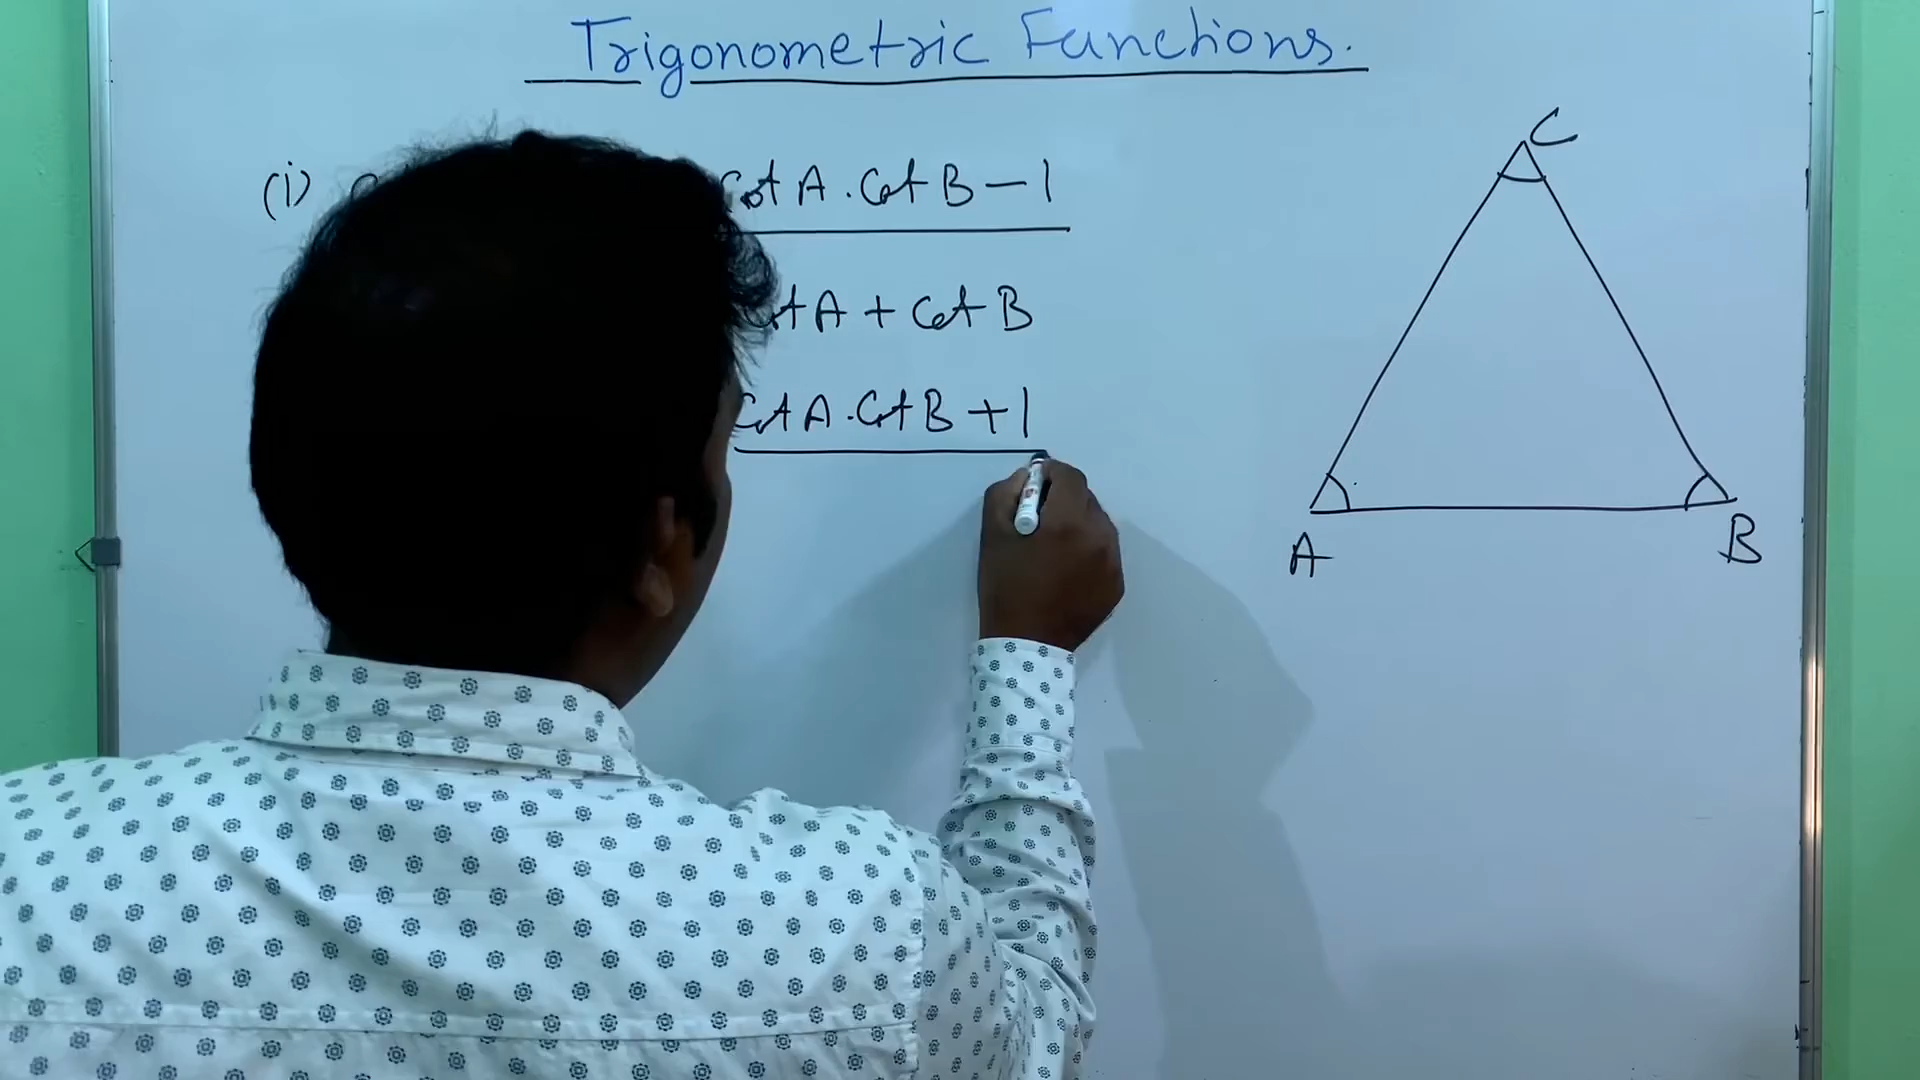 Trigonometric Functions.
(i) Cot A . Cot B - 1
Cot A + Cot B
Cot A . Cot B + 1
C
A
B